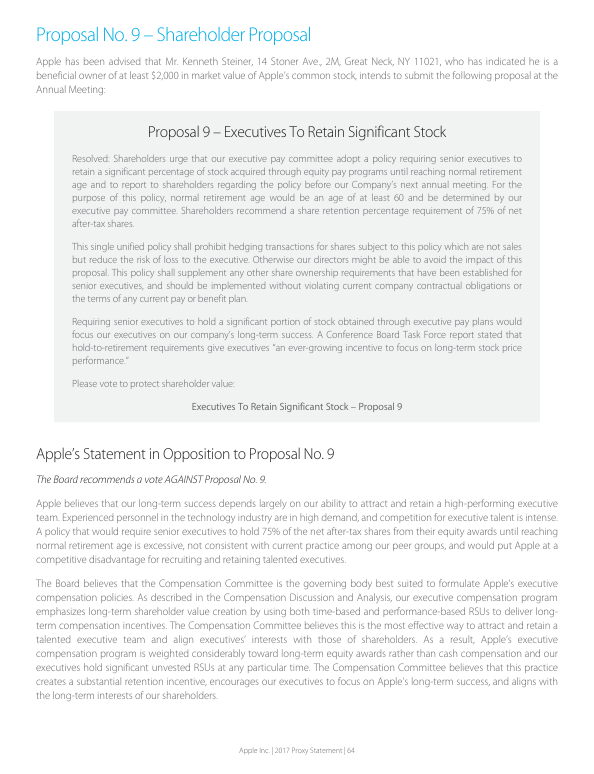 Proposal No. 9 – Shareholder Proposal
Apple has been advised that Mr. Kenneth Steiner, 14 Stoner Ave., 2M, Great Neck, NY 11021, who has indicated he is a
beneficial owner of at least $2,000 in market value of Apple's common stock, intends to submit the following proposal at the
Annual Meeting:
Proposal 9 – Executives To Retain Significant Stock
Resolved: Shareholders urge that our executive pay committee adopt a policy requiring senior executives to
retain a significant percentage of stock acquired through equity pay programs until reaching normal retirement
age and to report to shareholders regarding the policy before our Company's next annual meeting. For the
purpose of this policy, normal retirement age would be an age of at least 60 and be determined by our
executive pay committee. Shareholders recommend a share retention percentage requirement of 75% of net
after-tax shares.
This single unified policy shall prohibit hedging transactions for shares subject to this policy which are not sales
but reduce the risk of loss to the executive. Otherwise our directors might be able to avoid the impact of this
proposal. This policy shall supplement any other share ownership requirements that have been established for
senior executives, and should be implemented without violating current company contractual obligations or
the terms of any current pay or benefit plan.
Requiring senior executives to hold a significant portion of stock obtained through executive pay plans would
focus our executives on our company's long-term success. A Conference Board Task Force report stated that
hold-to-retirement requirements give executives "an ever-growing incentive to focus on long-term stock price
performance."
Please vote to protect shareholder value:
Executives To Retain Significant Stock – Proposal 9
Apple's Statement in Opposition to Proposal No. 9
The Board recommends a vote AGAINST Proposal No. 9.
Apple believes that our long-term success depends largely on our ability to attract and retain a high-performing executive
team. Experienced personnel in the technology industry are in high demand, and competition for executive talent is intense.
A policy that would require senior executives to hold 75% of the net after-tax shares from their equity awards until reaching
normal retirement age is excessive, not consistent with current practice among our peer groups, and would put Apple at a
competitive disadvantage for recruiting and retaining talented executives.
The Board believes that the Compensation Committee is the governing body best suited to formulate Apple's executive
compensation policies. As described in the Compensation Discussion and Analysis, our executive compensation program
emphasizes long-term shareholder value creation by using both time-based and performance-based RSUs to deliver long-
term compensation incentives. The Compensation Committee believes this is the most effective way to attract and retain a
talented executive team and align executives' interests with those of shareholders. As a result, Apple's executive
compensation program is weighted considerably toward long-term equity awards rather than cash compensation and our
executives hold significant unvested RSUs at any particular time. The Compensation Committee believes that this practice
creates a substantial retention incentive, encourages our executives to focus on Apple's long-term success, and aligns with
the long-term interests of our shareholders.
Apple Inc. | 2017 Proxy Statement | 64